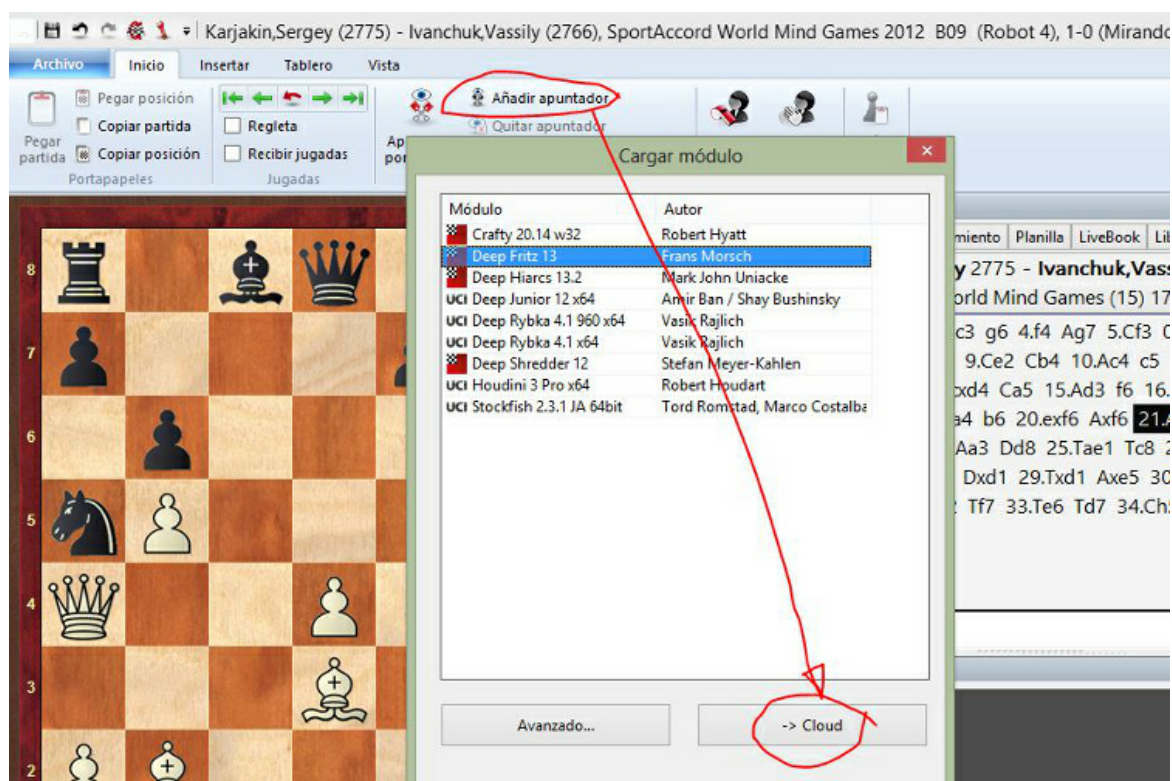 Karjakin,Sergey (2775) - Ivanchuk,Vassily (2766), SportAccord World Mind Games 2012 B09 (Robot 4), 1-0 (Mirando
Archivo Inicio Insertar Tablero Vista
Pegar partida
Pegar posición
Copiar partida
Copiar posición
Portapapeles
Regleta
Recibir jugadas
Jugadas
Añadir apuntador
Quitar apuntador
Cargar módulo
Módulo Autor
Crafty 20.14 w32 Robert Hyatt
Deep Fritz 13 Frans Morsch
Deep Hiarcs 13.2 Mark John Uniacke
UCI Deep Junior 12 x64 Amir Ban / Shay Bushinsky
UCI Deep Rybka 4.1 960 x64 Vasik Rajlich
UCI Deep Rybka 4.1 x64 Vasik Rajlich
Deep Shredder 12 Stefan Meyer-Kahlen
UCI Houdini 3 Pro x64 Robert Houdart
UCI Stockfish 2.3.1 JA 64bit Tord Romstad, Marco Costalba
Avanzado... -> Cloud
miento Planilla LiveBook
y 2775 - Ivanchuk,Vass
orld Mind Games (15) 17
c3 g6 4.f4 Ag7 5.Cf3
9.Ce2 Cb4 10.Ac4 c5
xd4 Ca5 15.Ad3 f6 16.
a4 b6 20.exf6 Axf6 21.A
Aa3 Dd8 25.Tae1 Tc8 2
Dxd1 29.Txd1 Axe5 30
Tf7 33.Te6 Td7 34.Ch5
8
7
6
5
4
3
2